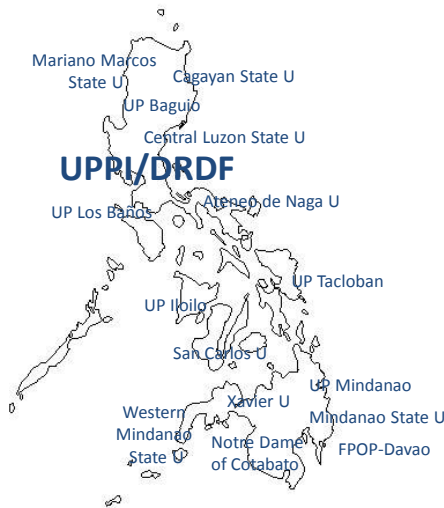 Mariano Marcos
State U
Cagayan State U
UP Baguio
Central Luzon State U
UPPI/DRDF
Ateneo de Naga U
UP Los Baños
UP Tacloban
UP Iloilo
San Carlos U
UP Mindanao
Xavier U
Western
Mindanao
State U
Mindanao State U
Notre Dame
of Cotabato
FPOP-Davao